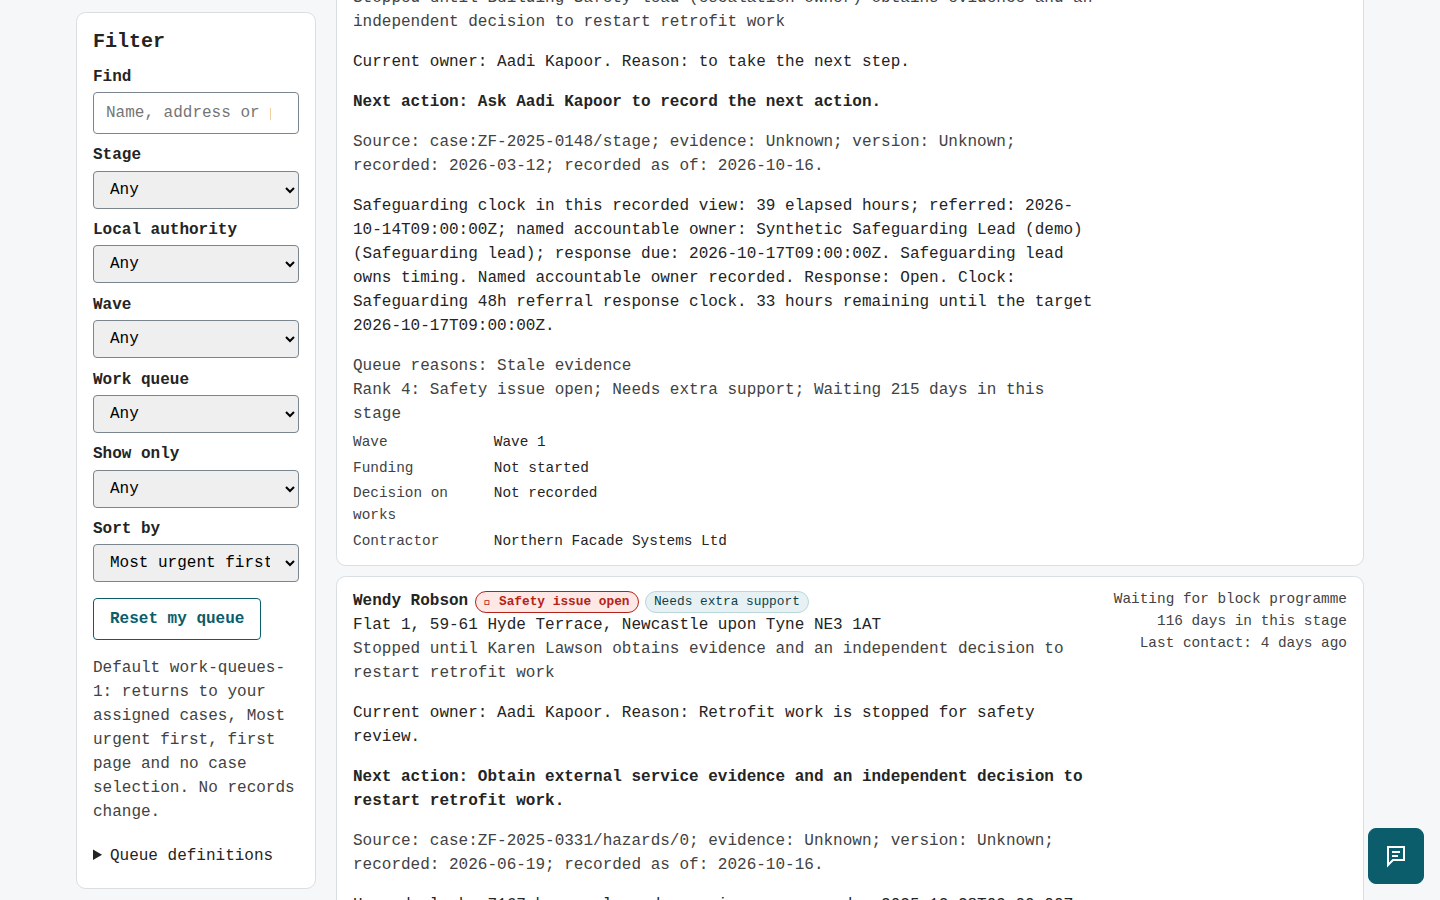 Filter
Find
Name, address or
Stage
Any
Local authority
Any
Wave
Any
Work queue
Any
Show only
Any
Sort by
Most urgent first
Reset my queue
Default work-queues-
1: returns to your
assigned cases, Most
urgent first, first
page and no case
selection. No records
change.
Queue definitions
independent decision to restart retrofit work
Current owner: Aadi Kapoor. Reason: to take the next step.
Next action: Ask Aadi Kapoor to record the next action.
Source: case:ZF-2025-0148/stage; evidence: Unknown; version: Unknown;
recorded: 2026-03-12; recorded as of: 2026-10-16.
Safeguarding clock in this recorded view: 39 elapsed hours; referred: 2026-
10-14T09:00:00Z; named accountable owner: Synthetic Safeguarding Lead (demo)
(Safeguarding lead); response due: 2026-10-17T09:00:00Z. Safeguarding lead
owns timing. Named accountable owner recorded. Response: Open. Clock:
Safeguarding 48h referral response clock. 33 hours remaining until the target
2026-10-17T09:00:00Z.
Queue reasons: Stale evidence
Rank 4: Safety issue open; Needs extra support; Waiting 215 days in this
stage
Wave Wave 1
Funding Not started
Decision on Not recorded
works
Contractor Northern Facade Systems Ltd
Wendy Robson Safety issue open Needs extra support
Flat 1, 59-61 Hyde Terrace, Newcastle upon Tyne NE3 1AT
Stopped until Karen Lawson obtains evidence and an independent decision to
restart retrofit work
Waiting for block programme
116 days in this stage
Last contact: 4 days ago
Current owner: Aadi Kapoor. Reason: Retrofit work is stopped for safety
review.
Next action: Obtain external service evidence and an independent decision to
restart retrofit work.
Source: case:ZF-2025-0331/hazards/0; evidence: Unknown; version: Unknown;
recorded: 2026-06-19; recorded as of: 2026-10-16.